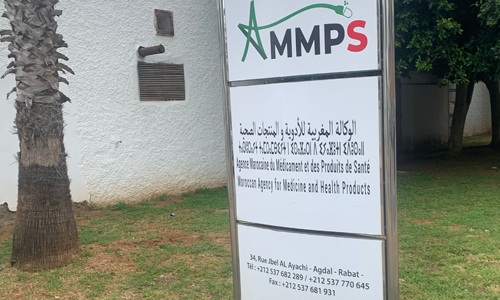 AMMPS
الوكالة المغربية للأدوية و المنتجات الصحية
Agence Marocaine du Médicament et des Produits de Santé
Moroccan Agency for Medicine and Health Products
34, Rue Jbel AL Ayachi - Agdal - Rabat -
Tél : +212 537 682 289 / +212 537 770 645
Fax : +212 537 681 931